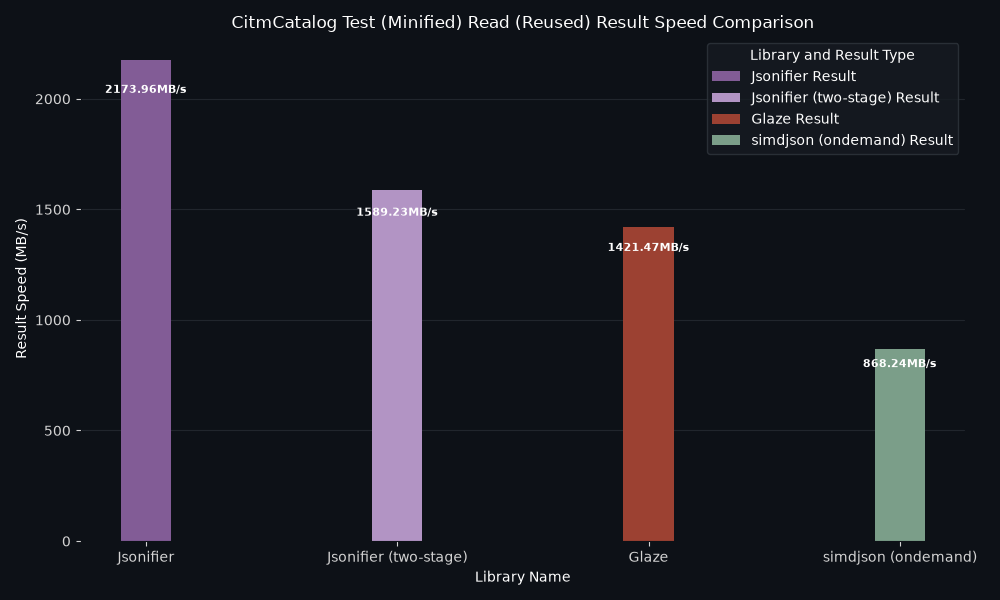 CitmCatalog Test (Minified) Read (Reused) Result Speed Comparison
Library and Result Type
Jsonifier Result
Jsonifier (two-stage) Result
Glaze Result
simdjson (ondemand) Result
2173.96MB/s
1589.23MB/s
1421.47MB/s
868.24MB/s
Result Speed (MB/s)
2000
1500
1000
500
0
Jsonifier
Jsonifier (two-stage)
Glaze
simdjson (ondemand)
Library Name